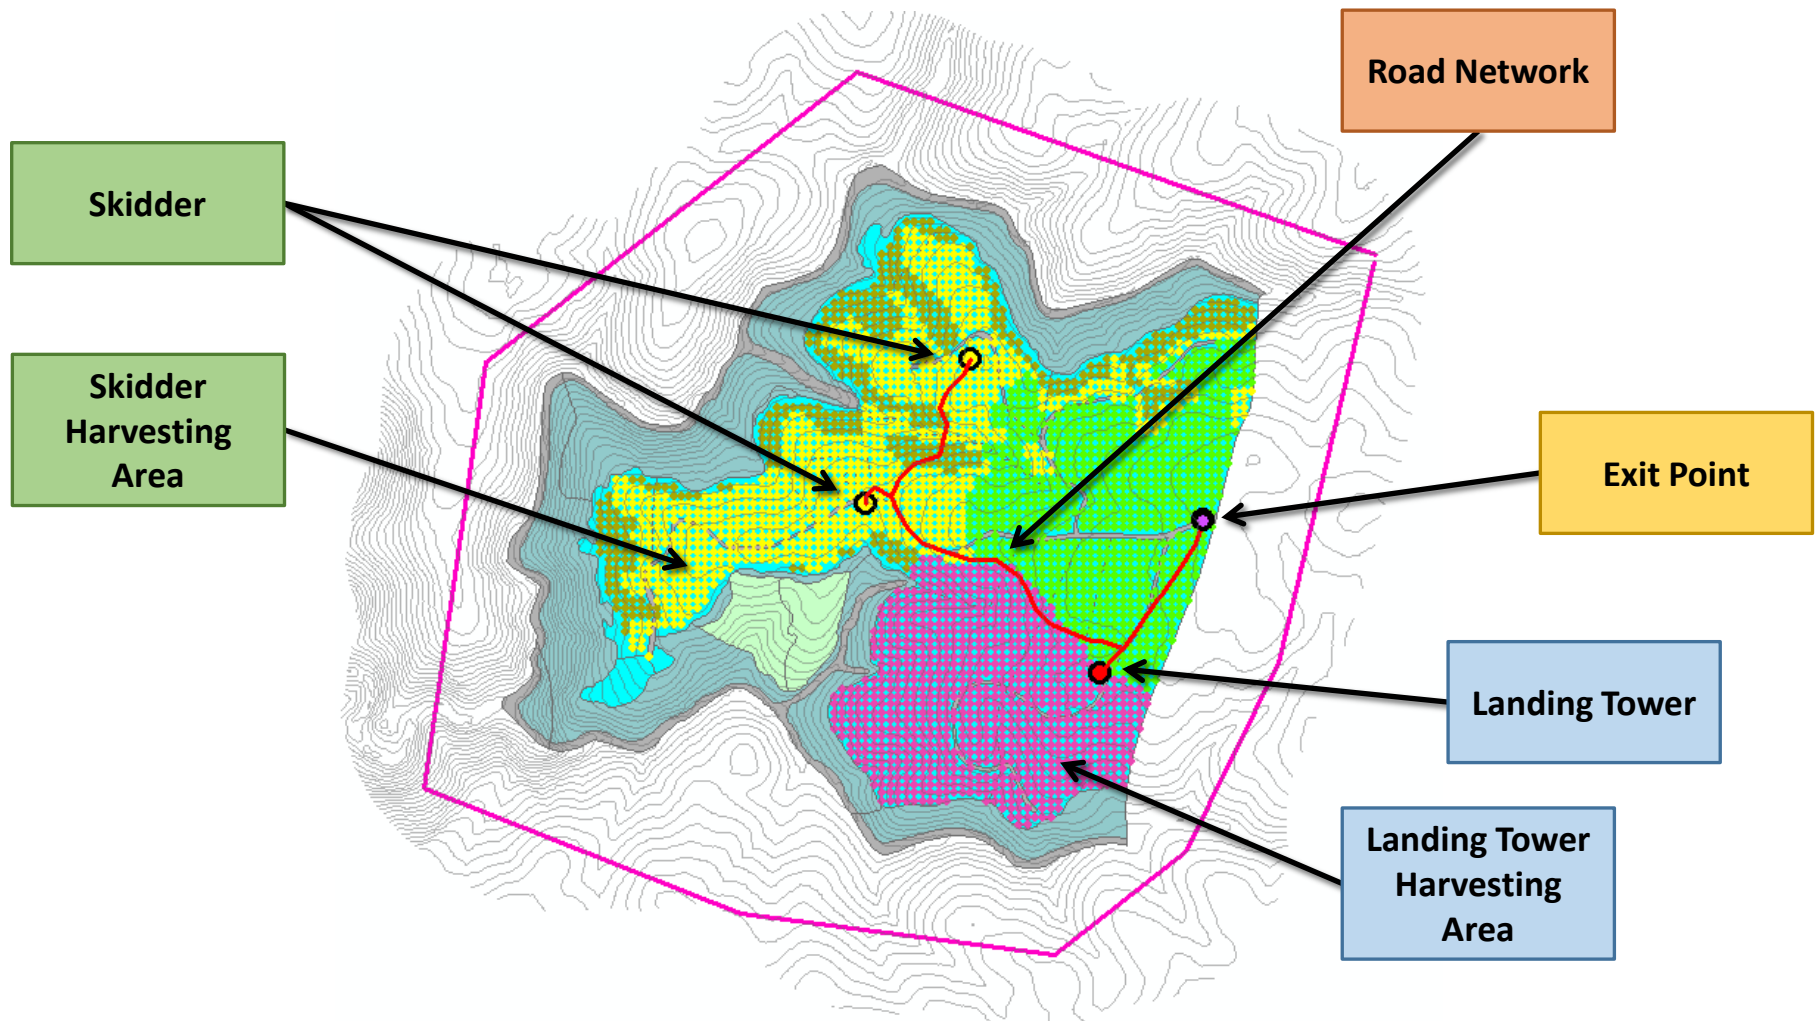 Road Network
Skidder
Skidder
Harvesting
Area
Exit Point
Landing Tower
Landing Tower
Harvesting
Area